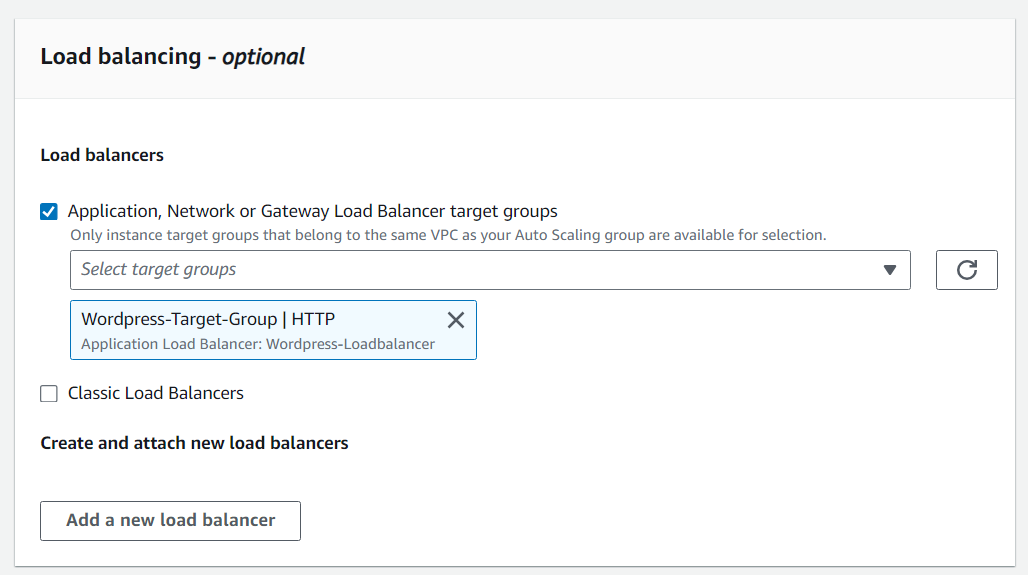 Load balancing - optional
Load balancers
Application, Network or Gateway Load Balancer target groups
Only instance target groups that belong to the same VPC as your Auto Scaling group are available for selection.
Select target groups
Wordpress-Target-Group | HTTP
Application Load Balancer: Wordpress-Loadbalancer
Classic Load Balancers
Create and attach new load balancers
Add a new load balancer